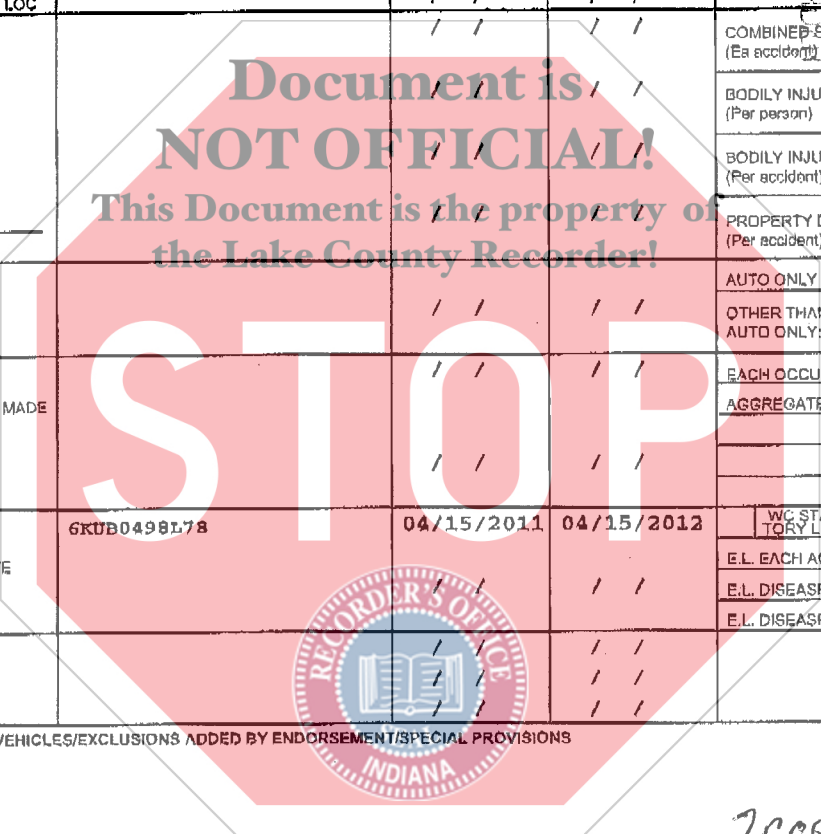 LOC
/ / / / COMBINED S
(Ea accident)
Document is
/ / / / BODILY INJU
(Per person)
NOT OFFICIAL!
/ / / / BODILY INJU
(Per accident)
This Document is the property of
/ / / / PROPERTY D
(Per accident)
the Lake County Recorder!
AUTO ONLY
/ / / / OTHER THAN
AUTO ONLY:
STOP
/ / / / EACH OCCU
MADE AGGREGATE
/ / / /
6KUB0498L78 04/15/2011 04/15/2012 WC STA
TORY L
E E.L. EACH AC
/ / / / E.L. DISEASE
E.L. DISEASE
RECORDER'S OFFICE
/ / / /
/ / / /
/ / / /
VEHICLES/EXCLUSIONS ADDED BY ENDORSEMENT/SPECIAL PROVISIONS
INDIANA